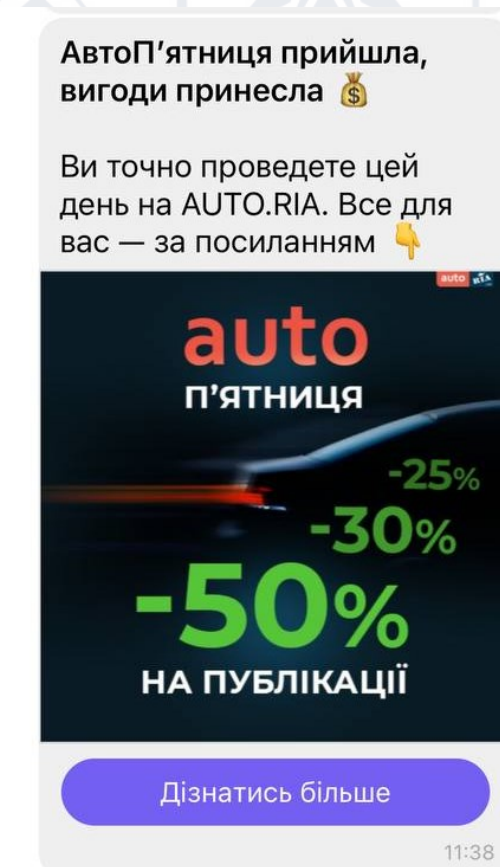 АвтоП'ятниця прийшла,
вигоди принесла 💰
Ви точно проведете цей
день на AUTO.RIA. Все для
вас — за посиланням 👇
auto RIA
auto
П'ЯТНИЦЯ
-25%
-30%
-50%
НА ПУБЛІКАЦІЇ
Дізнатись більше
11:38